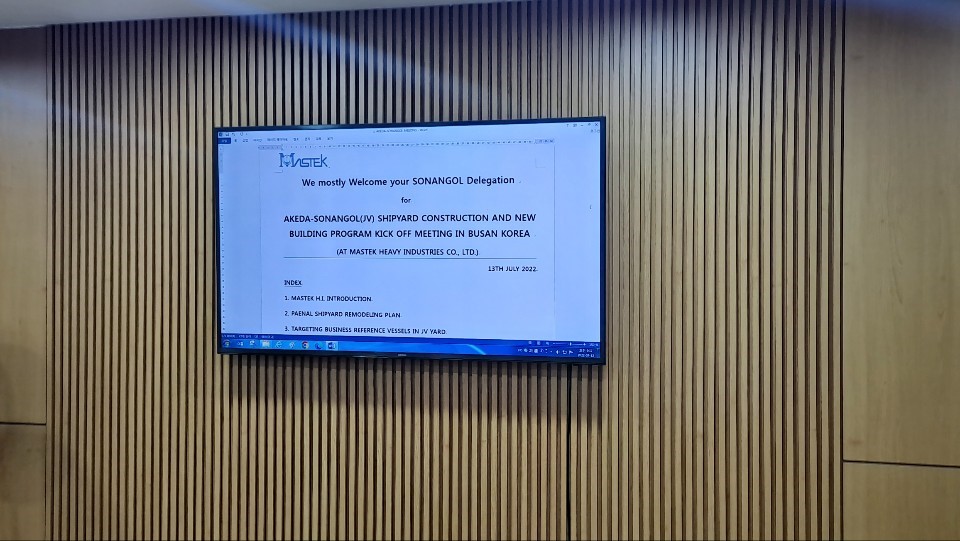 MASTEK
We mostly Welcome your SONANGOL Delegation
for
AKEDA-SONANGOL(JV) SHIPYARD CONSTRUCTION AND NEW
BUILDING PROGRAM KICK OFF MEETING IN BUSAN KOREA
(AT MASTEK HEAVY INDUSTRIES CO., LTD.)
13TH JULY 2022.
INDEX
1. MASTEK H.I. INTRODUCTION.
2. PAENAL SHIPYARD REMODELING PLAN.
3. TARGETING BUSINESS REFERENCE VESSELS IN JV YARD.